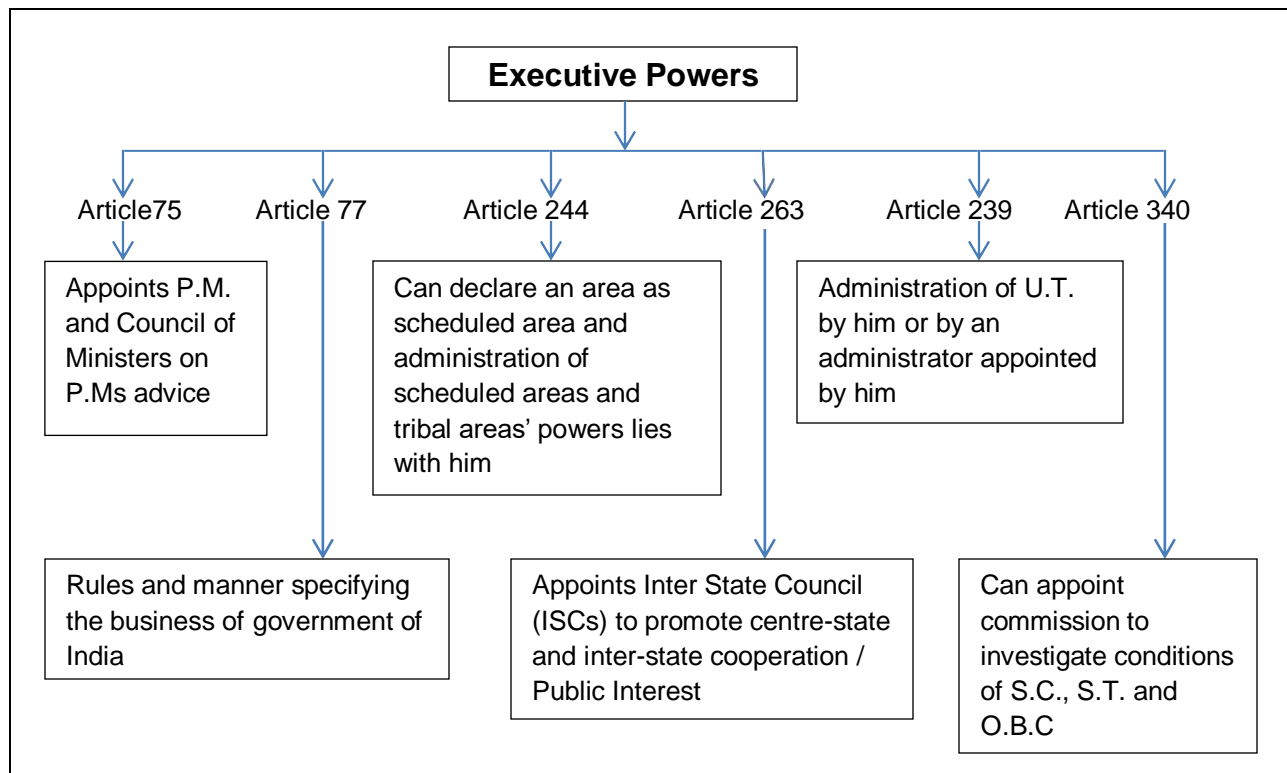 Executive Powers
Article75
Article 77
Article 244
Article 263
Article 239
Article 340
Appoints P.M.
and Council of
Ministers on
P.Ms advice
Can declare an area as
scheduled area and
administration of
scheduled areas and
tribal areas’ powers lies
with him
Administration of U.T.
by him or by an
administrator appointed
by him
Rules and manner specifying
the business of government of
India
Appoints Inter State Council
(ISCs) to promote centre-state
and inter-state cooperation /
Public Interest
Can appoint
commission to
investigate conditions
of S.C., S.T. and
O.B.C